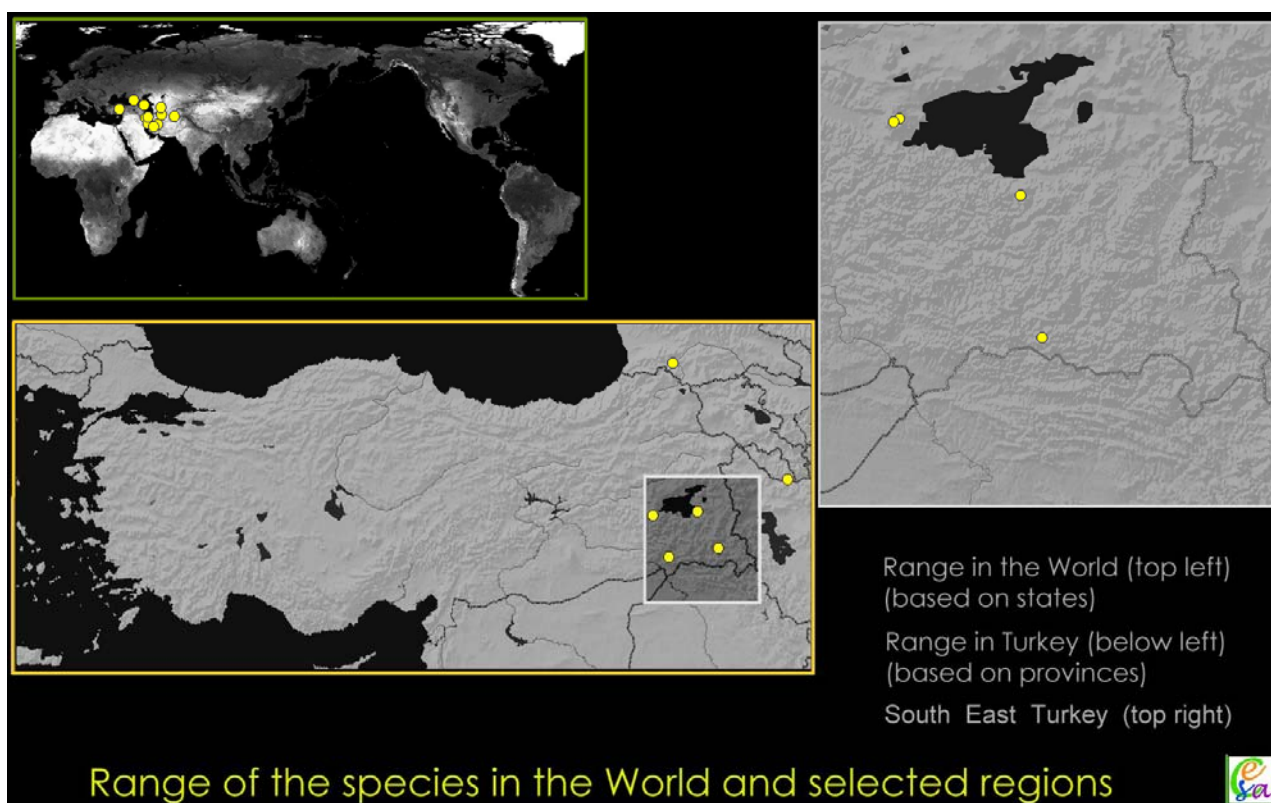 Range in the World (top left)
(based on states)
Range in Turkey (below left)
(based on provinces)
South East Turkey (top right)
Range of the species in the World and selected regions
esa